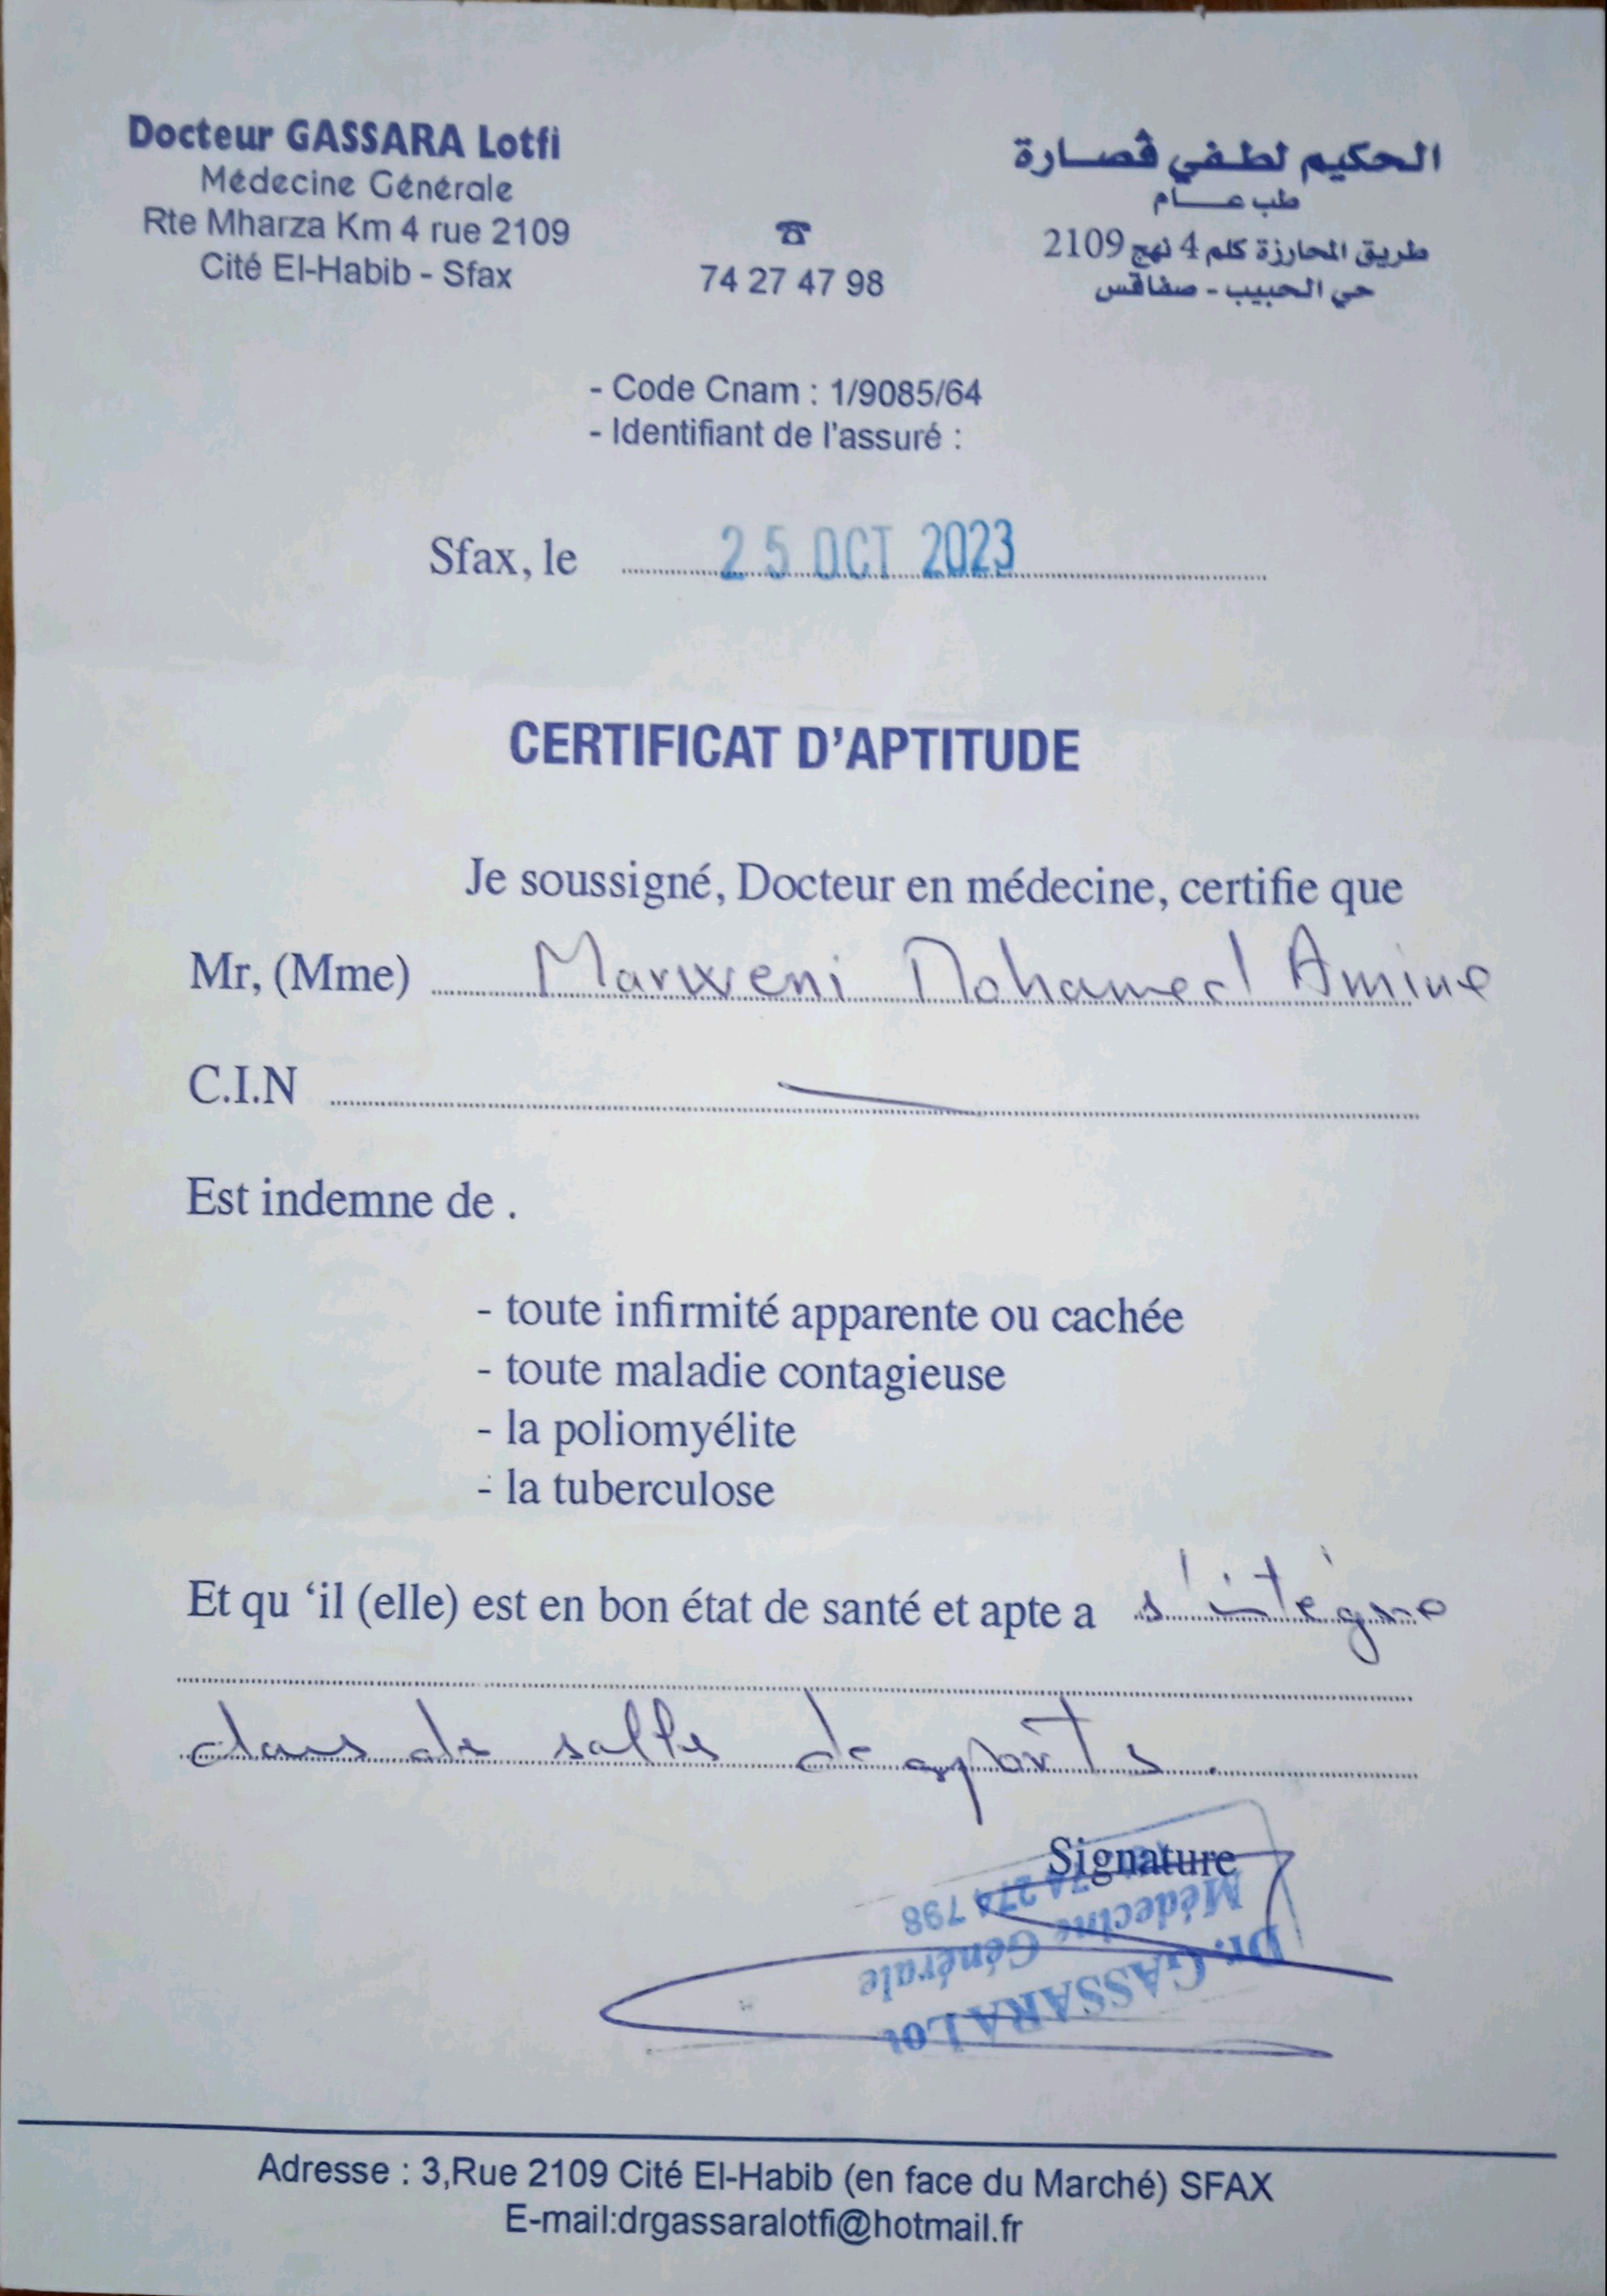 Docteur GASSARA Lotfi
Médecine Générale
Rte Mharza Km 4 rue 2109
Cité El-Habib - Sfax
☎
74 27 47 98
الحكيم لطفي ڨصارة
طب عام
طريق المحارزة كلم 4 نهج 2109
حي الحبيب - صفاقس
- Code Cnam : 1/9085/64
- Identifiant de l'assuré :
Sfax, le 25 OCT 2023
CERTIFICAT D'APTITUDE
Je soussigné, Docteur en médecine, certifie que
Mr, (Mme) Marweni Mohamed Amine
C.I.N
Est indemne de .
- toute infirmité apparente ou cachée
- toute maladie contagieuse
- la poliomyélite
- la tuberculose
Et qu 'il (elle) est en bon état de santé et apte a s'intégre
dans de salles de sports.
Signature
Dr. GASSARA Lot
Médecine Générale
74 274 798
Adresse : 3,Rue 2109 Cité El-Habib (en face du Marché) SFAX
E-mail:drgassaralotfi@hotmail.fr